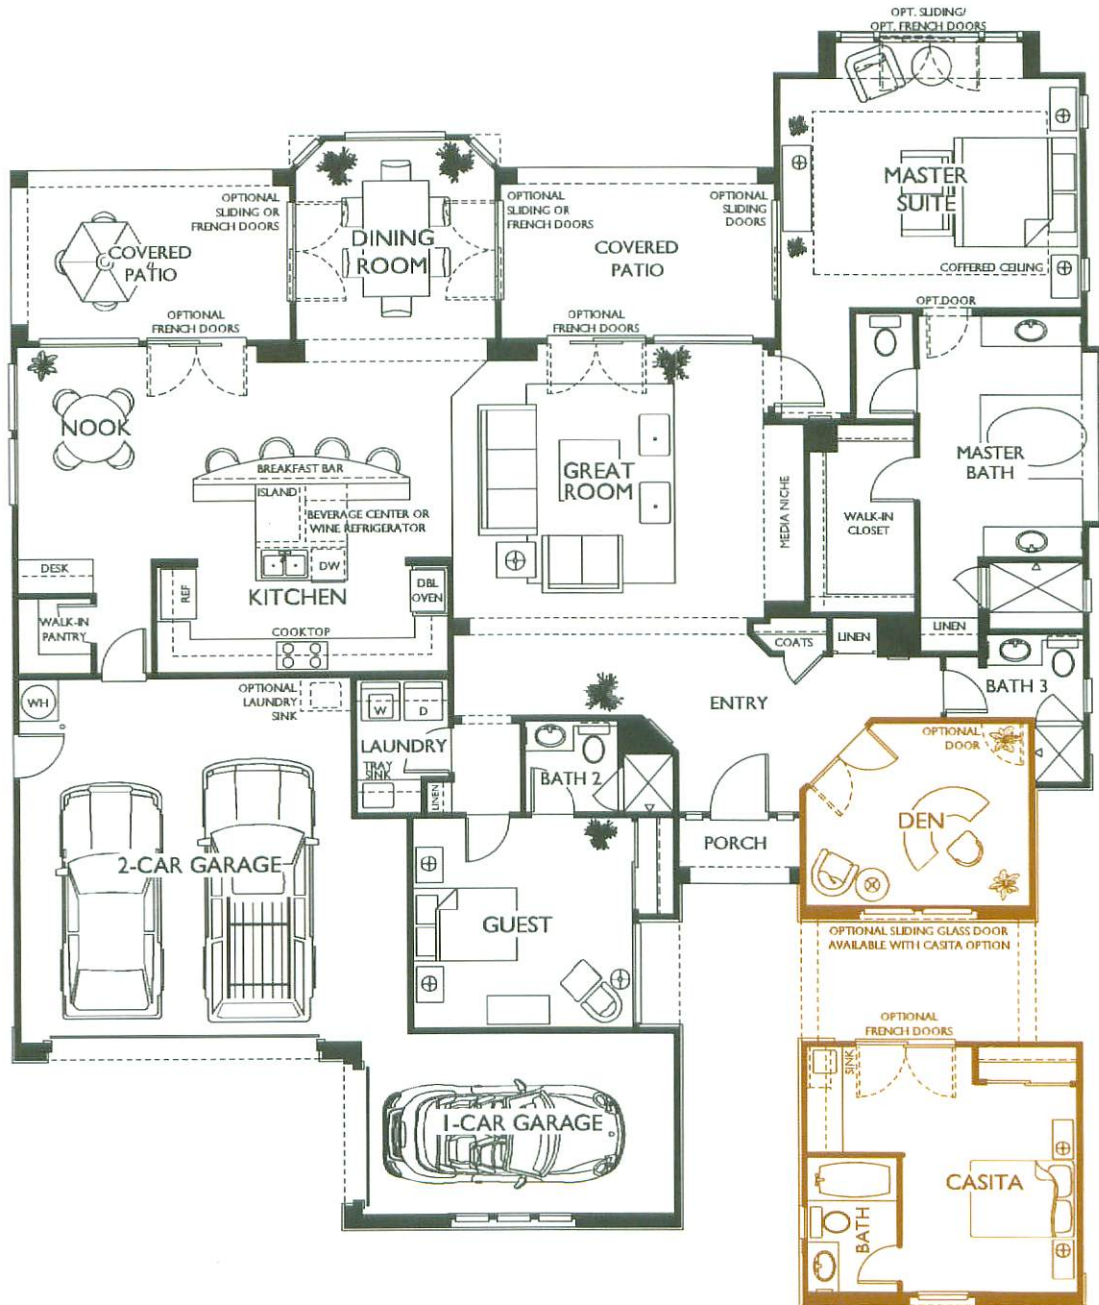 OPT. SLIDING/
OPT. FRENCH DOORS
MASTER
SUITE
COFFERED CEILING
OPTIONAL
SLIDING OR
FRENCH DOORS
COVERED
PATIO
OPTIONAL
FRENCH DOORS
DINING
ROOM
OPTIONAL
SLIDING OR
FRENCH DOORS
COVERED
PATIO
OPTIONAL
SLIDING
DOORS
OPTIONAL
FRENCH DOORS
OPT.DOOR
NOOK
BREAKFAST BAR
ISLAND
BEVERAGE CENTER OR
WINE REFRIGERATOR
DW
KITCHEN
REF
DBL
OVEN
COOKTOP
DESK
WALK-IN
PANTRY
GREAT
ROOM
MEDIA NICHE
WALK-IN
CLOSET
MASTER
BATH
LINEN
COATS
LINEN
BATH 3
ENTRY
WH
OPTIONAL
LAUNDRY
SINK
W
D
LAUNDRY
TRAY
SINK
LINEN
BATH 2
PORCH
OPTIONAL
DOOR
DEN
2-CAR GARAGE
GUEST
OPTIONAL SLIDING GLASS DOOR
AVAILABLE WITH CASITA OPTION
OPTIONAL
FRENCH DOORS
SINK
1-CAR GARAGE
CASITA
BATH